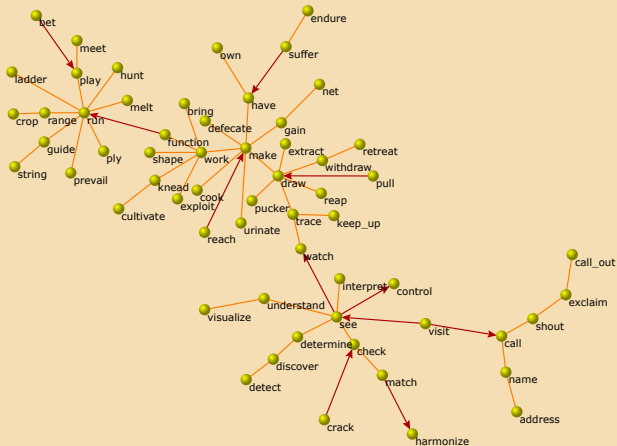 endure
bet
meet
own
suffer
ladder
play
hunt
net
have
bring
melt
crop
range
run
defecate
gain
function
extract
retreat
guide
shape
work
make
withdraw
ply
string
prevail
knead
draw
pull
cook
exploit
pucker
reap
cultivate
trace
keep_up
reach
urinate
watch
call_out
interpret
control
exclaim
understand
visualize
see
visit
shout
call
determine
check
discover
detect
match
name
crack
address
harmonize